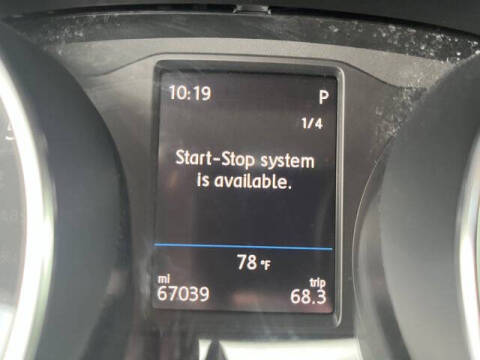 10:19 P
1/4
Start-Stop system
is available.
78 °F
mi trip
67039 68.3